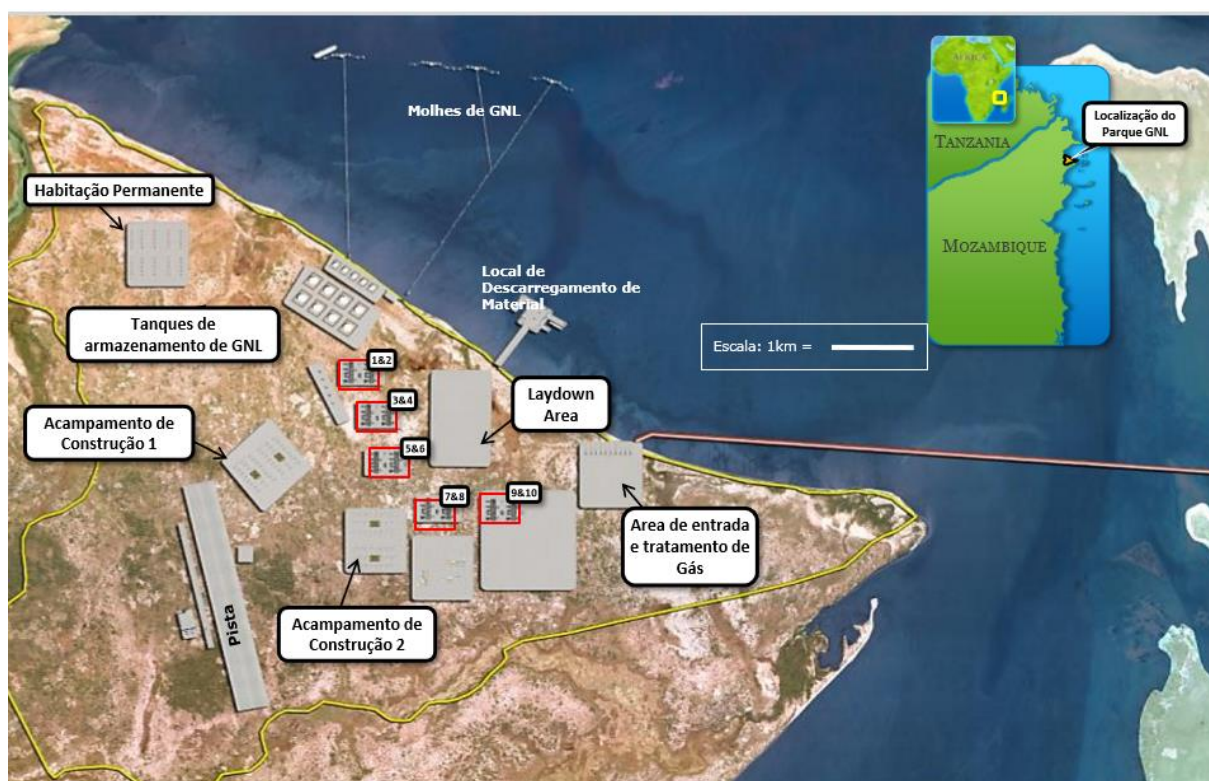 Molhes de GNL
AFRICA
Localização do
Parque GNL
TANZANIA
MOZAMBIQUE
Habitação Permanente
Local de
Descarregamento de
Material
Tanques de
armazenamento de GNL
Escala: 1km =
1&2
3&4
5&6
7&8
9&10
Laydown
Area
Acampamento de
Construção 1
Area de entrada
e tratamento de
Gás
Acampamento de
Construção 2
Pista